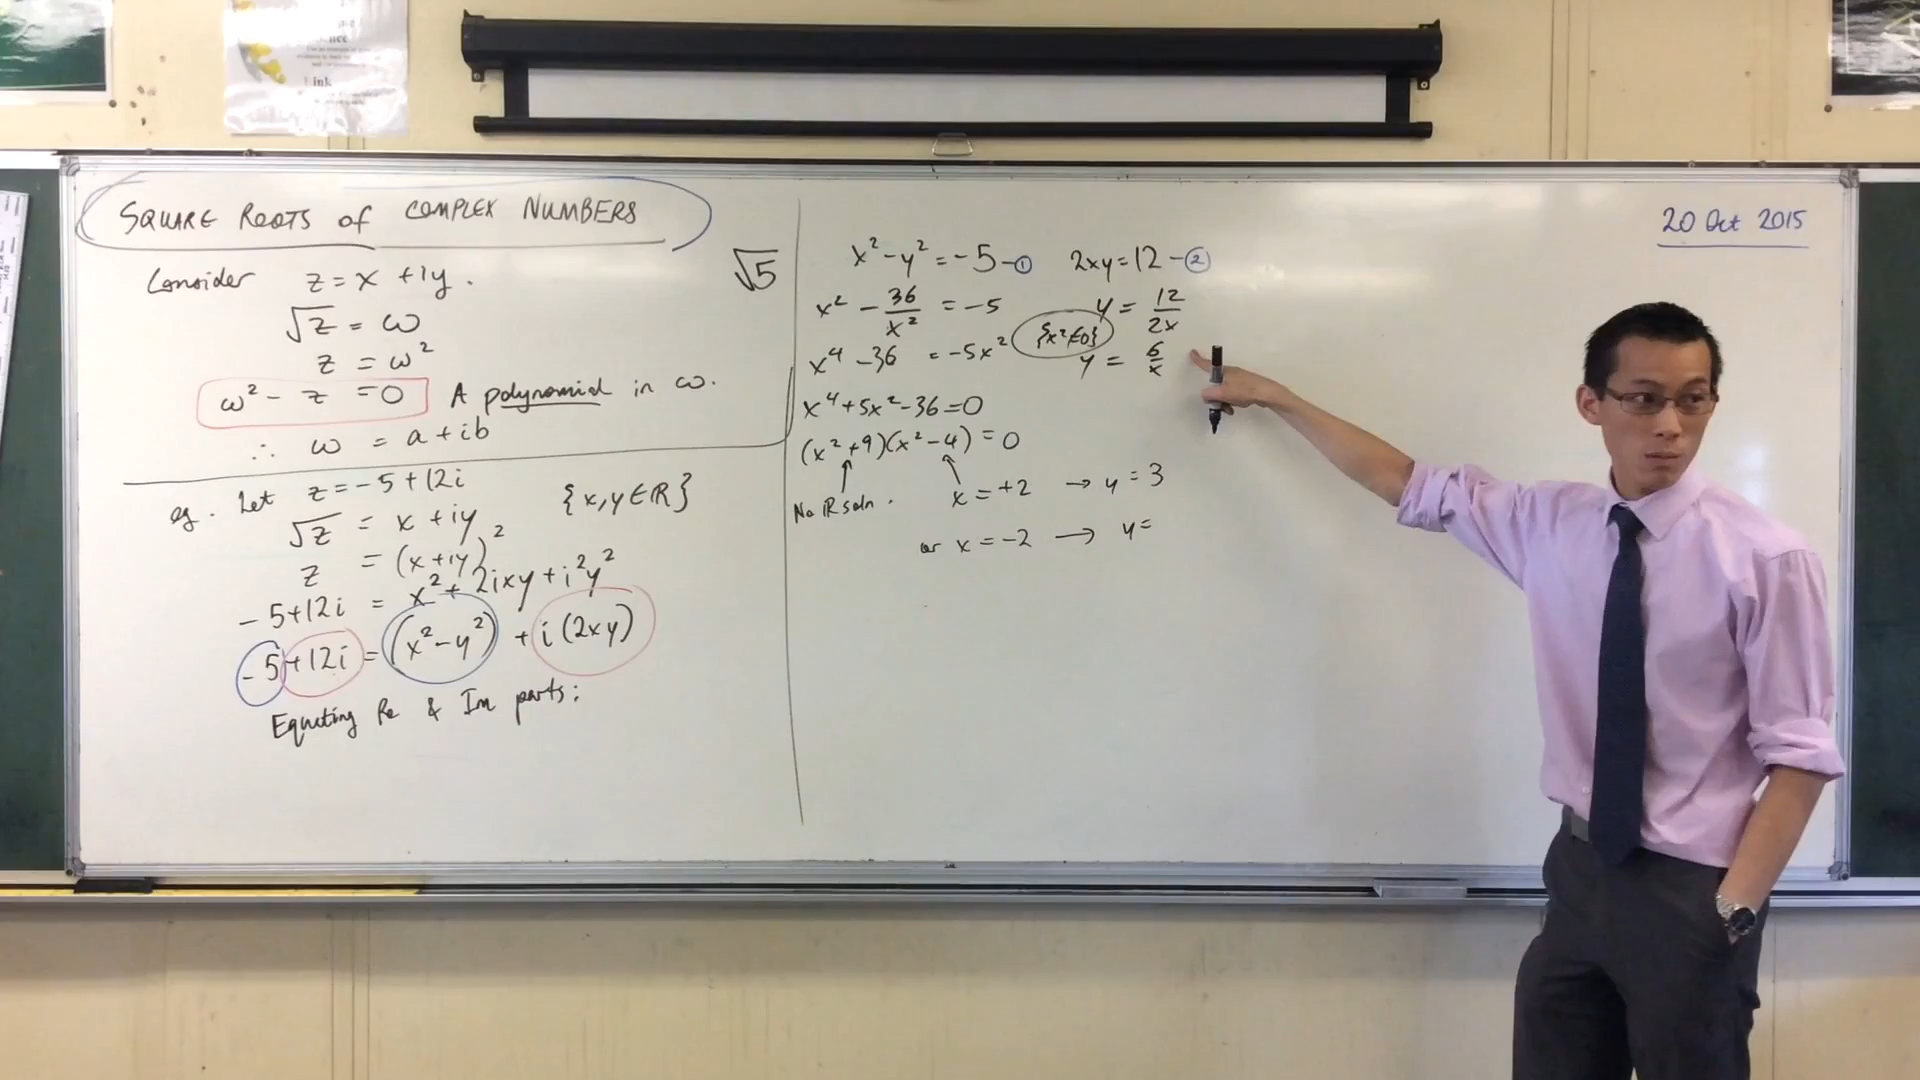 SQUARE ROOTS of COMPLEX NUMBERS
Consider z = x + iy.
√z = ω
z = ω²
ω² - z = 0 A polynomial in ω.
∴ ω = a + ib
√5
eg. Let z = -5 + 12i
√z = x + iy {x, y ∈ ℝ}
z = (x + iy)²
-5+12i = x² + 2ixy + i²y²
-5+12i = (x² - y²) + i(2xy)
Equating Re & Im parts:
x² - y² = -5 - ① 2xy = 12 - ②
x² - 36/x² = -5 y = 12/2x
x⁴ - 36 = -5x² {x² ≠ 0} y = 6/x
x⁴ + 5x² - 36 = 0
(x² + 9)(x² - 4) = 0
No ℝ soln. x = +2 → y = 3
or x = -2 → y =
20 Oct 2015
ence
ink